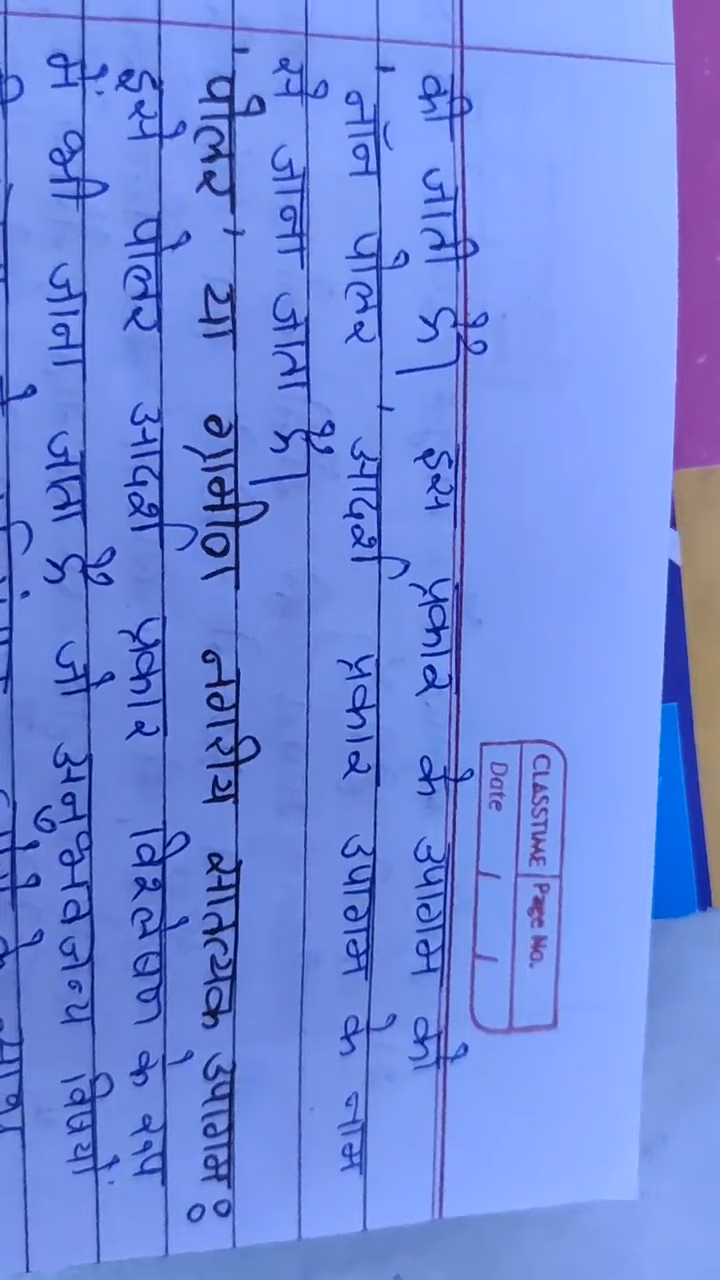 CLASSTIME Page No.
Date / /
की जाती है। इस प्रकार के उपागम को
'नॉन पोलर' आदर्श प्रकार उपागम के नाम
से जाना जाता है।
'पोलर' या ग्रामीण नगरीय सातत्यक उपागम:
इसे पोलर आदर्श प्रकार विश्लेषण के रूप
में भी जाना जाता है जो अनुभवजन्य विषयों